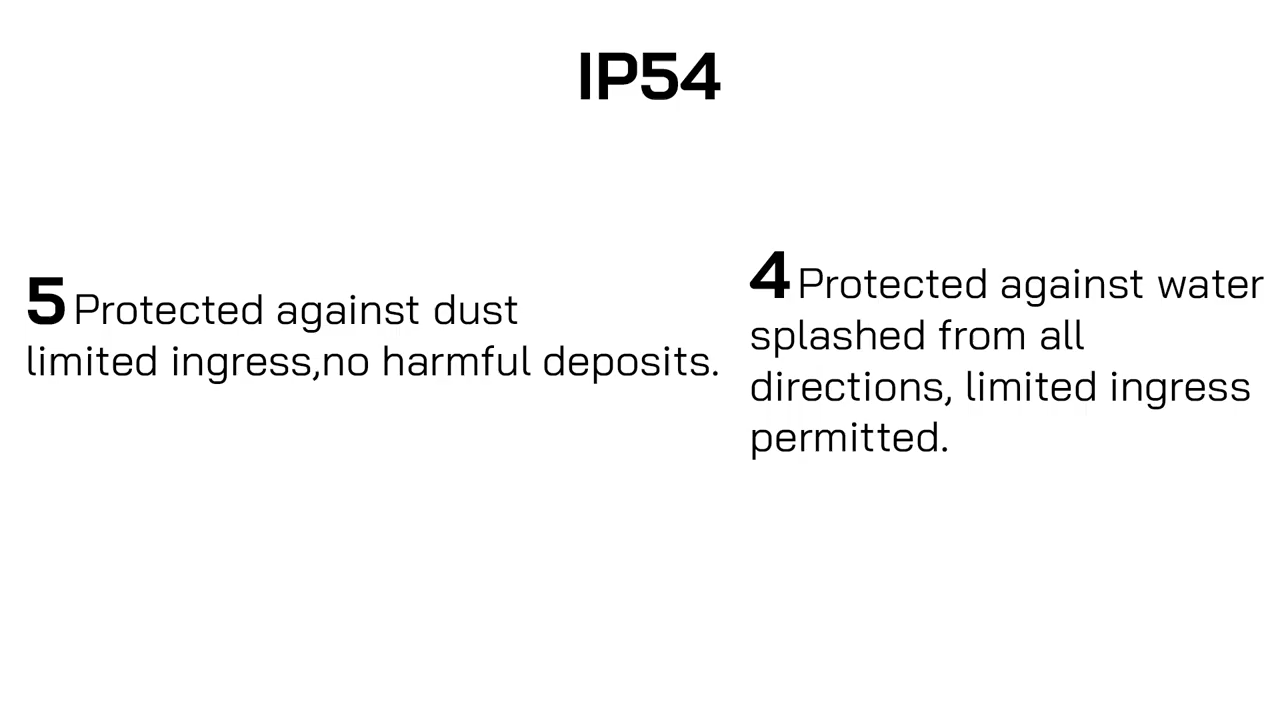 IP54
5 Protected against dust
limited ingress,no harmful deposits.
4 Protected against water
splashed from all
directions, limited ingress
permitted.